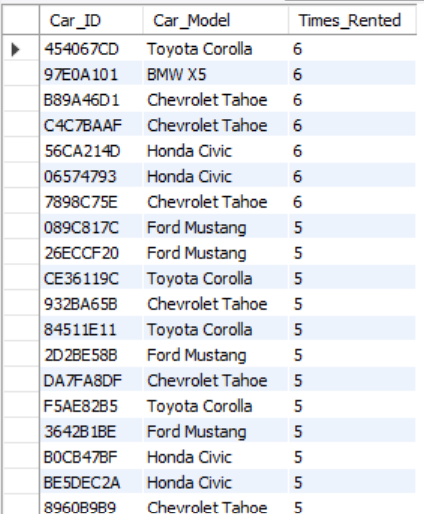 Car_ID Car_Model Times_Rented
454067CD Toyota Corolla 6
97E0A101 BMW X5 6
B89A46D1 Chevrolet Tahoe 6
C4C7BAAF Chevrolet Tahoe 6
56CA214D Honda Civic 6
06574793 Honda Civic 6
7898C75E Chevrolet Tahoe 6
089C817C Ford Mustang 5
26ECCF20 Ford Mustang 5
CE36119C Toyota Corolla 5
932BA65B Chevrolet Tahoe 5
84511E11 Toyota Corolla 5
2D2BE58B Ford Mustang 5
DA7FA8DF Chevrolet Tahoe 5
F5AE82B5 Toyota Corolla 5
3642B1BE Ford Mustang 5
B0CB47BF Honda Civic 5
BE5DEC2A Honda Civic 5
8960B9B9 Chevrolet Tahoe 5